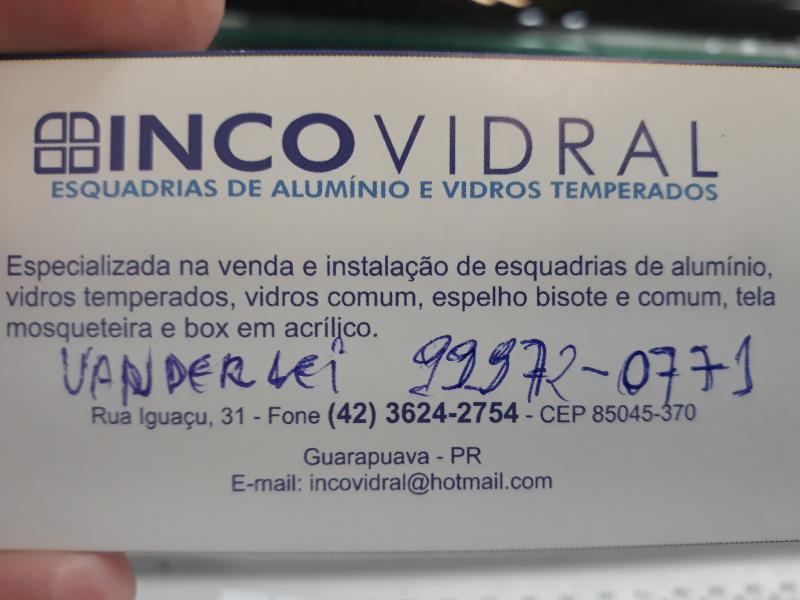 INCOVIDRAL
ESQUADRIAS DE ALUMÍNIO E VIDROS TEMPERADOS
Especializada na venda e instalação de esquadrias de alumínio,
vidros temperados, vidros comum, espelho bisote e comum, tela
mosqueteira e box em acrílico.
VANDERLEI 99972-0771
Rua Iguaçu, 31 - Fone (42) 3624-2754 - CEP 85045-370
Guarapuava - PR
E-mail: incovidral@hotmail.com